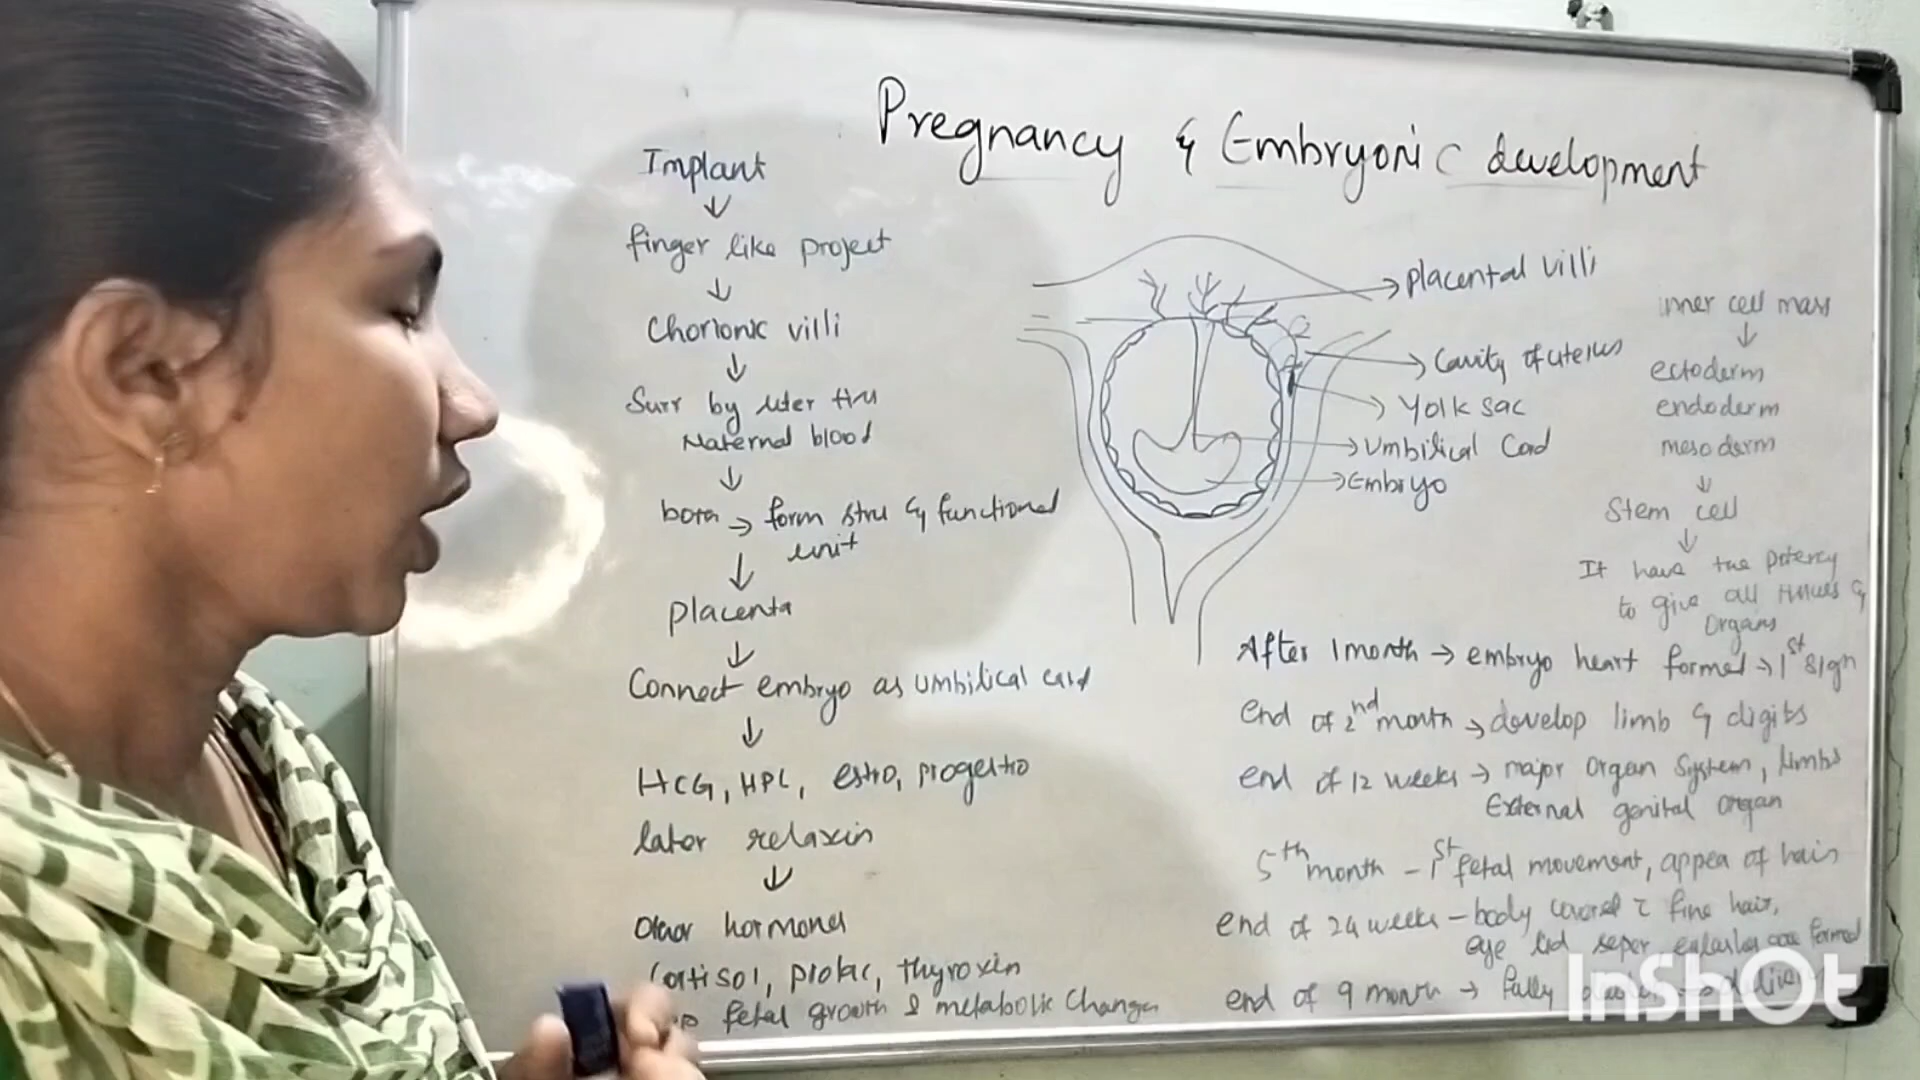 Pregnancy & Embryonic development
Implant
↓
finger like project
↓
Chorionic villi
↓
Surr by uter tissu
Maternal blood
↓
both → form stru & functional
unit
↓
Placenta
↓
Connect embryo as umbilical cord
↓
HCG, HPL, estro, progestro
later relaxin
↓
Other hormones
Cortisol, prolac, thyroxin
fetal growth & metabolic changes
→ Placental villi
→ Cavity of uterus
→ Yolk sac
→ Umbilical Cord
→ Embryo
inner cell mass
↓
ectoderm
endoderm
mesoderm
↓
Stem cell
↓
It have the potency
to give all tissues &
Organs
After 1 month → embryo heart formed → 1st sign
end of 2nd month → develop limb & digits
end of 12 weeks → major organ system, limbs
External genital organ
5th month – 1st fetal movement, appea of hair
end of 24 weeks – body covered c̄ fine hair,
eye lid seper, eyelashes are formed
end of 9 month → fully
InShOt